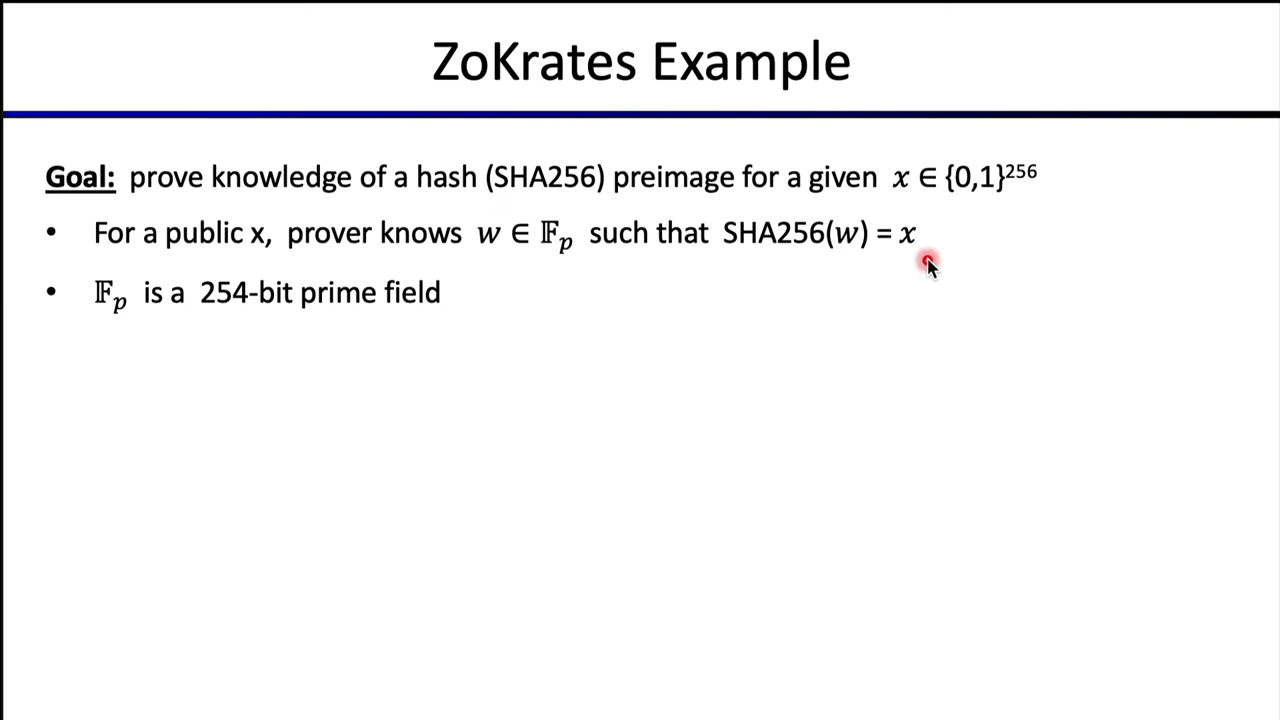 ZoKrates Example
Goal: prove knowledge of a hash (SHA256) preimage for a given x ∈ {0,1}²⁵⁶
• For a public x, prover knows w ∈ 𝔽ₚ such that SHA256(w) = x
• 𝔽ₚ is a 254-bit prime field